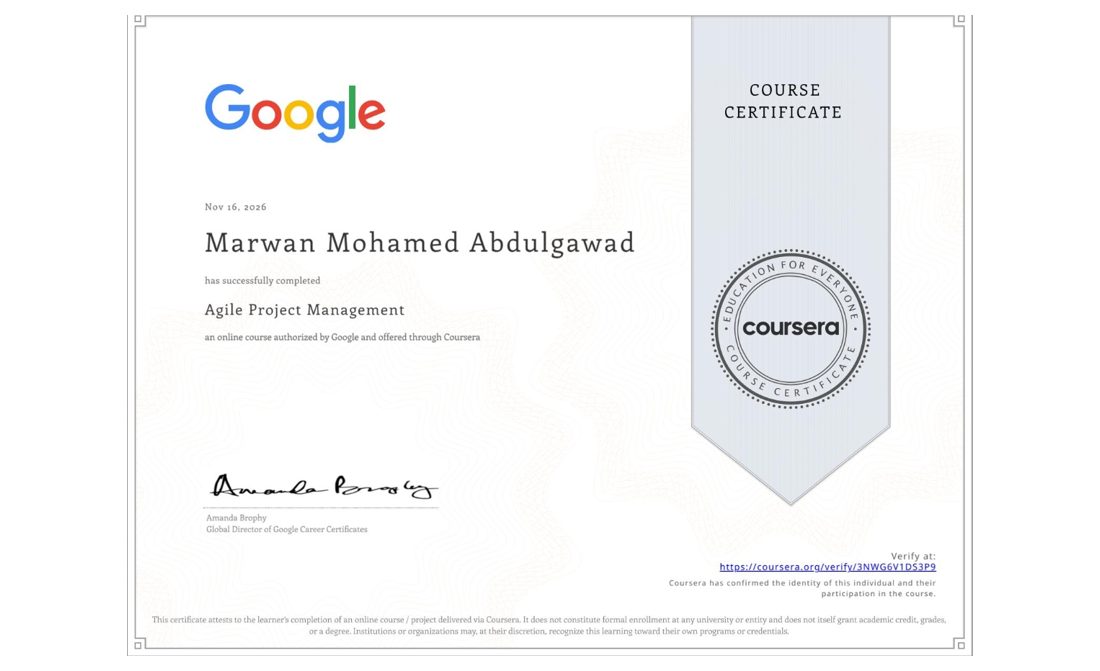 Google
COURSE
CERTIFICATE
Nov 16, 2026
Marwan Mohamed Abdulgawad
has successfully completed
Agile Project Management
an online course authorized by Google and offered through Coursera
EDUCATION FOR EVERYONE
coursera
COURSE CERTIFICATE
Amanda Brophy
Amanda Brophy
Global Director of Google Career Certificates
Verify at:
https://coursera.org/verify/3NWG6V1DS3P9
Coursera has confirmed the identity of this individual and their
participation in the course.
This certificate attests to the learner's completion of an online course / project delivered via Coursera. It does not constitute formal enrollment at any university or entity and does not itself grant academic credit, grades,
or a degree. Institutions or organizations may, at their discretion, recognize this learning toward their own programs or credentials.